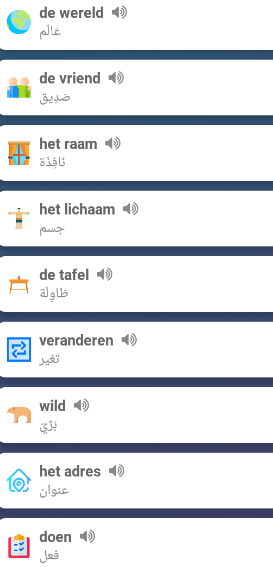 de wereld
عَالَم
de vriend
صَدِيق
het raam
نَافِذَة
het lichaam
جسم
de tafel
طَاوِلَة
veranderen
تغير
wild
بَرِّيّ
het adres
عنوان
doen
فعل